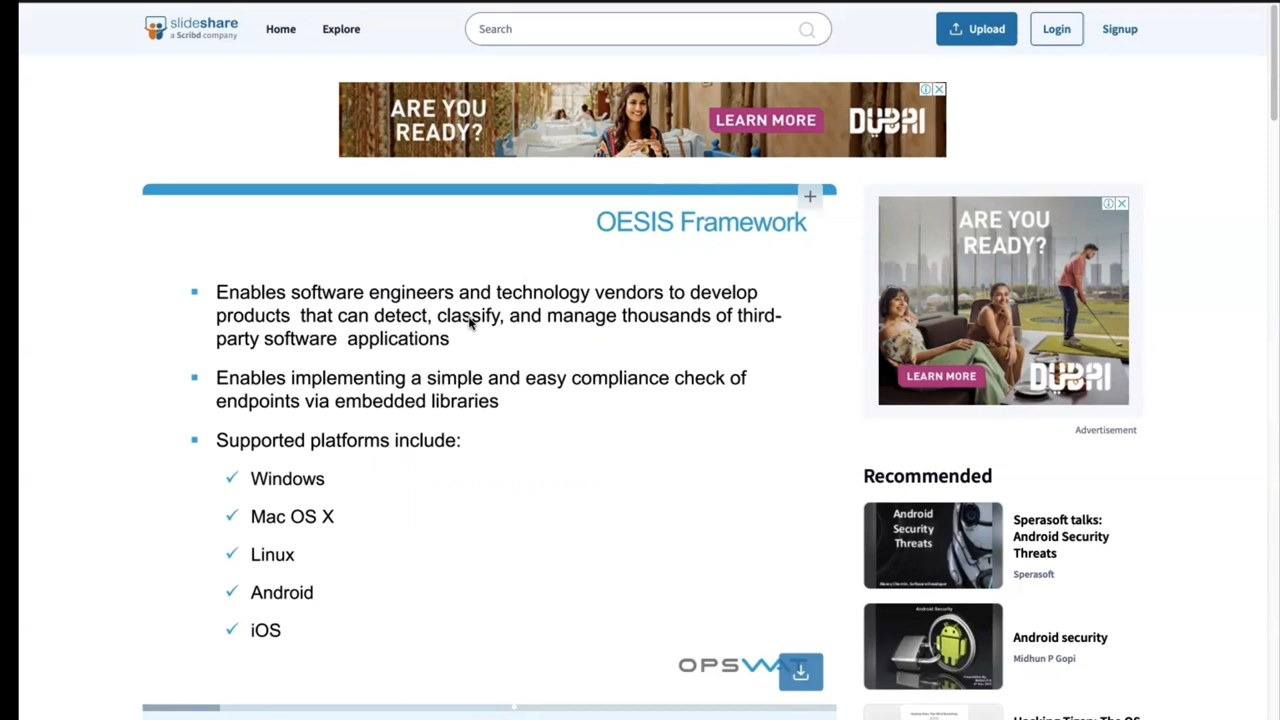 slideshare
a Scribd company
Home
Explore
Search
Upload
Login
Signup
ARE YOU
READY?
LEARN MORE
DUBAI
OESIS Framework
Enables software engineers and technology vendors to develop
products that can detect, classify, and manage thousands of third-
party software applications
Enables implementing a simple and easy compliance check of
endpoints via embedded libraries
Supported platforms include:
Windows
Mac OS X
Linux
Android
iOS
OPSWAT
ARE YOU
READY?
LEARN MORE
DUBAI
Advertisement
Recommended
Android
Security
Threats
Sperasoft talks:
Android Security
Threats
Sperasoft
Android Security
Android security
Midhun P Gopi